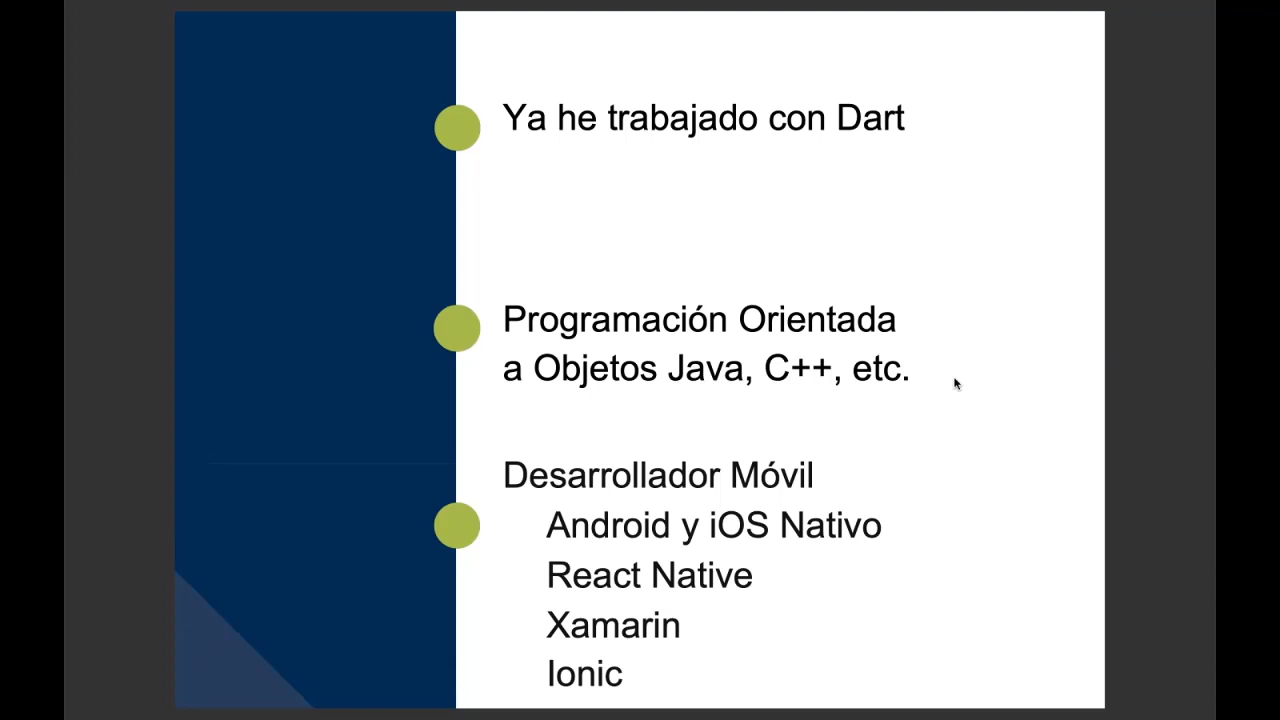 Ya he trabajado con Dart
Programación Orientada
a Objetos Java, C++, etc.
Desarrollador Móvil
Android y iOS Nativo
React Native
Xamarin
Ionic